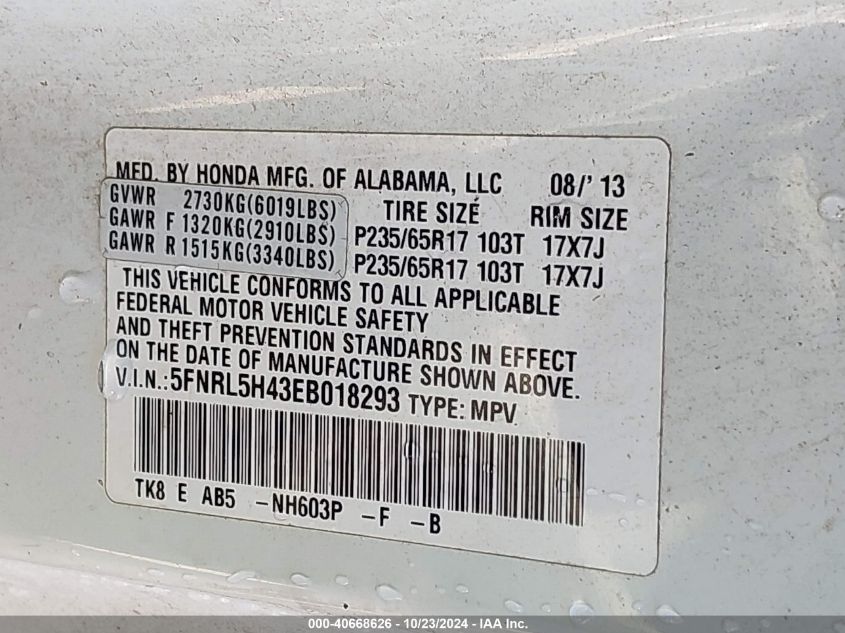 MFD. BY HONDA MFG. OF ALABAMA, LLC 08/' 13
GVWR 2730KG(6019LBS) TIRE SIZE RIM SIZE
GAWR F 1320KG(2910LBS) P235/65R17 103T 17X7J
GAWR R 1515KG(3340LBS) P235/65R17 103T 17X7J
THIS VEHICLE CONFORMS TO ALL APPLICABLE
FEDERAL MOTOR VEHICLE SAFETY
AND THEFT PREVENTION STANDARDS IN EFFECT
ON THE DATE OF MANUFACTURE SHOWN ABOVE.
V.I.N.:5FNRL5H43EB018293 TYPE: MPV
TK8 E AB5 -NH603P -F -B
000-40668626 - 10/23/2024 - IAA Inc.